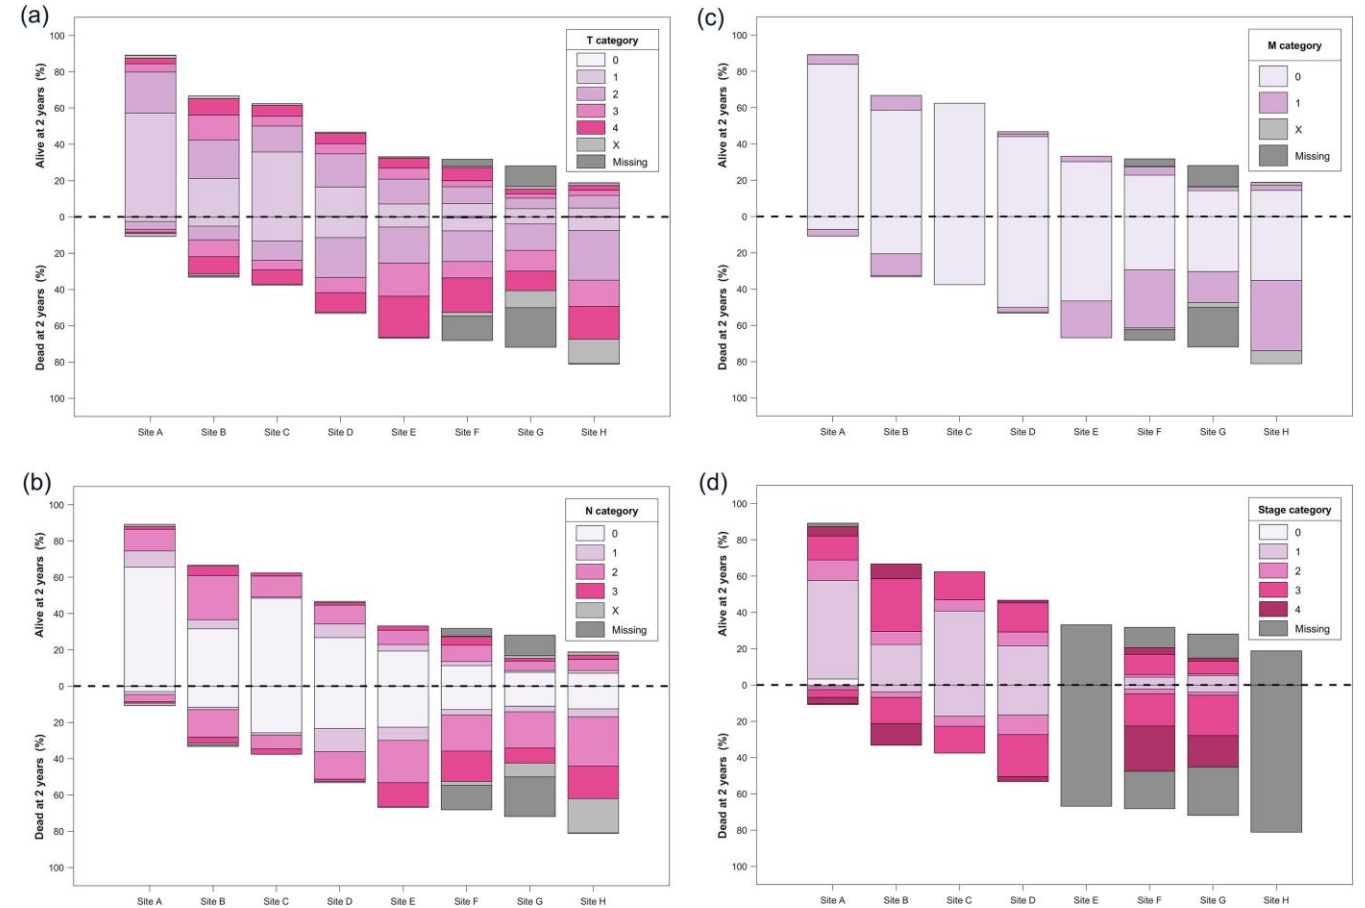 (a)
T category
0
1
2
3
4
X
Missing
100
80
60
40
20
0
20
40
60
80
100
Alive at 2 years (%)
Dead at 2 years (%)
Site A Site B Site C Site D Site E Site F Site G Site H
(c)
M category
0
1
X
Missing
100
80
60
40
20
0
20
40
60
80
100
Alive at 2 years (%)
Dead at 2 years (%)
Site A Site B Site C Site D Site E Site F Site G Site H
(b)
N category
0
1
2
3
X
Missing
100
80
60
40
20
0
20
40
60
80
100
Alive at 2 years (%)
Dead at 2 years (%)
Site A Site B Site C Site D Site E Site F Site G Site H
(d)
Stage category
0
1
2
3
4
Missing
100
80
60
40
20
0
20
40
60
80
100
Alive at 2 years (%)
Dead at 2 years (%)
Site A Site B Site C Site D Site E Site F Site G Site H